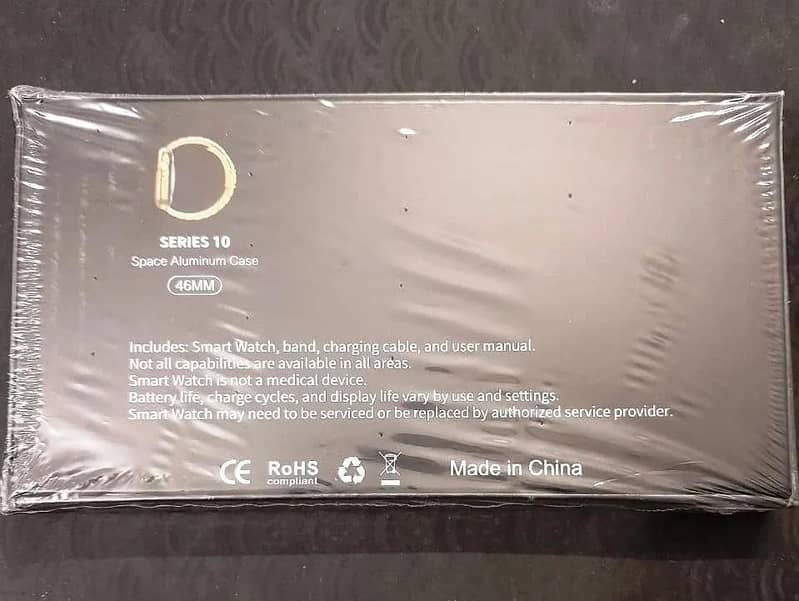 SERIES 10
Space Aluminum Case
46MM
Includes: Smart Watch, band, charging cable, and user manual.
Not all capabilities are available in all areas.
Smart Watch is not a medical device.
Battery life, charge cycles, and display life vary by use and settings.
Smart Watch may need to be serviced or be replaced by authorized service provider.
CE RoHS compliant Made in China